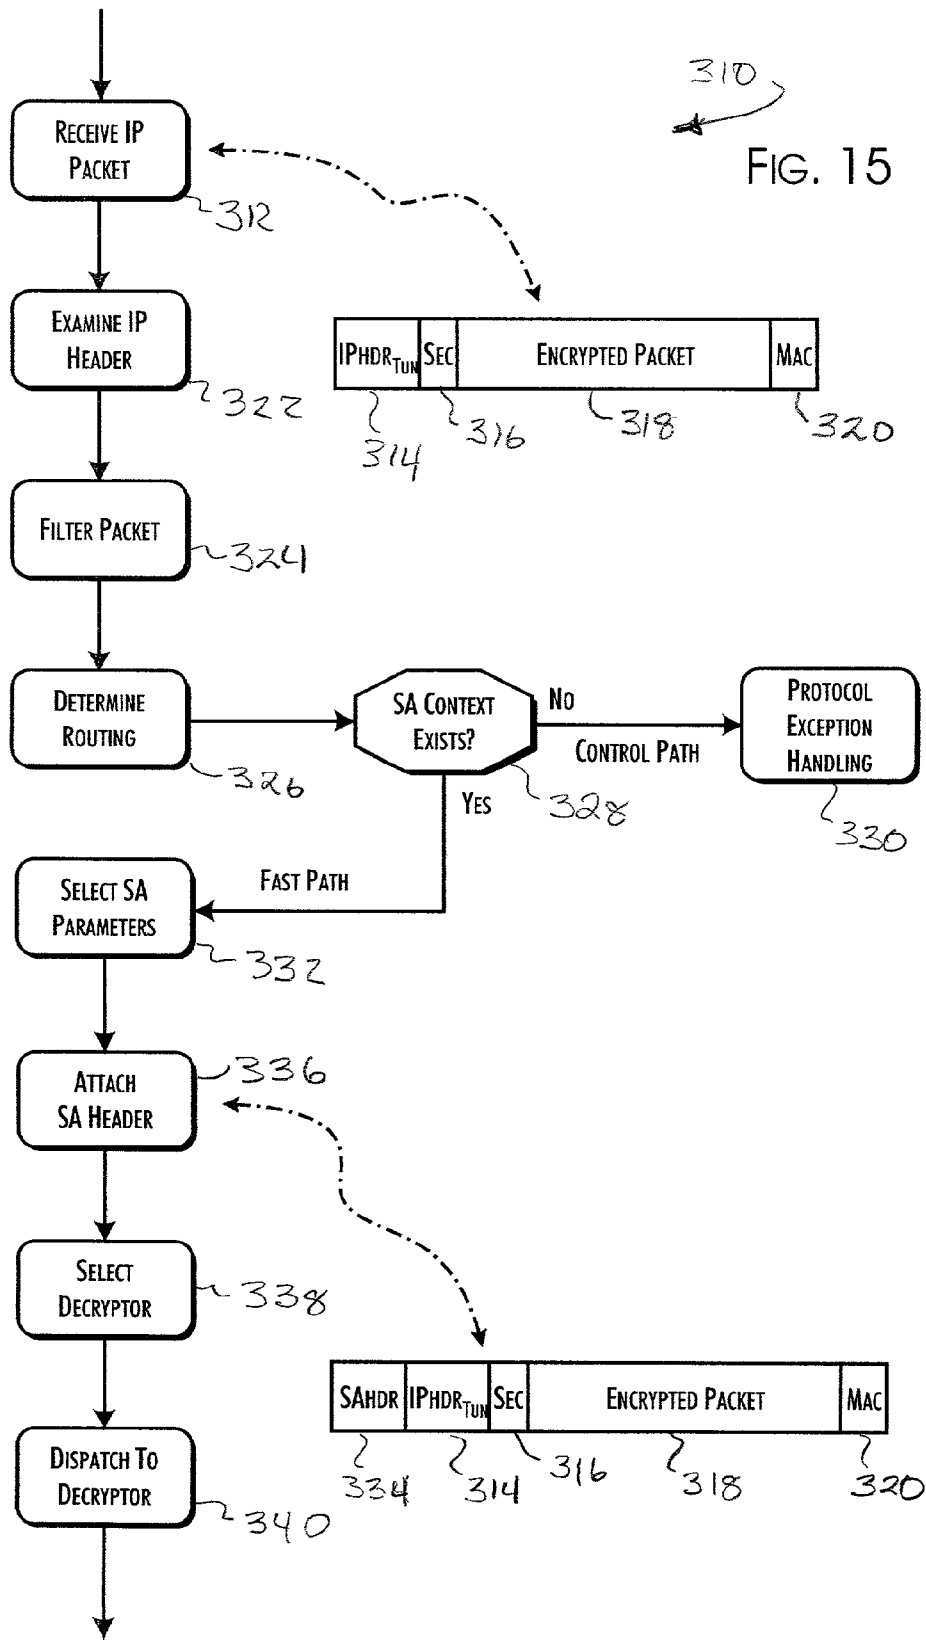 310
FIG. 15
RECEIVE IP
PACKET
312
EXAMINE IP
HEADER
322
IPHDRTUN SEC ENCRYPTED PACKET MAC
314 316 318 320
FILTER PACKET
324
DETERMINE
ROUTING
326
SA CONTEXT
EXISTS?
328
NO
CONTROL PATH
PROTOCOL
EXCEPTION
HANDLING
330
YES
FAST PATH
SELECT SA
PARAMETERS
332
ATTACH
SA HEADER
336
SELECT
DECRYPTOR
338
SAHDR IPHDRTUN SEC ENCRYPTED PACKET MAC
334 314 316 318 320
DISPATCH TO
DECRYPTOR
340